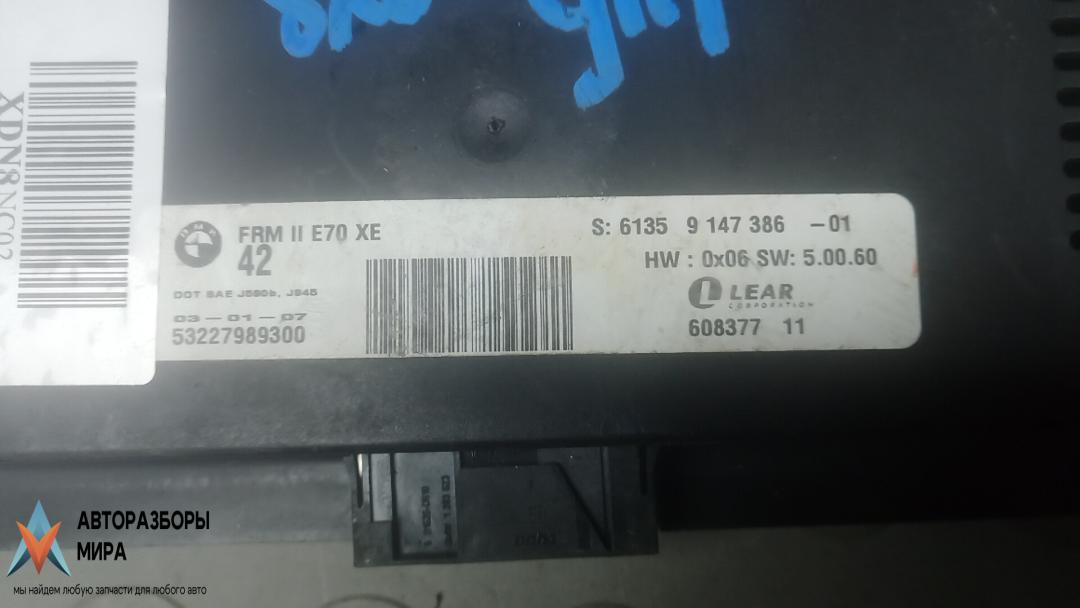 XDN8NC02
FRM II E70 XE
42
DOT SAE J590b, J945
03-01-07
53227989300
S: 6135 9 147 386 -01
HW : 0x06 SW: 5.00.60
LEAR
CORPORATION
608377 11
АВТОРАЗБОРЫ
МИРА
мы найдем любую запчасти для любого авто